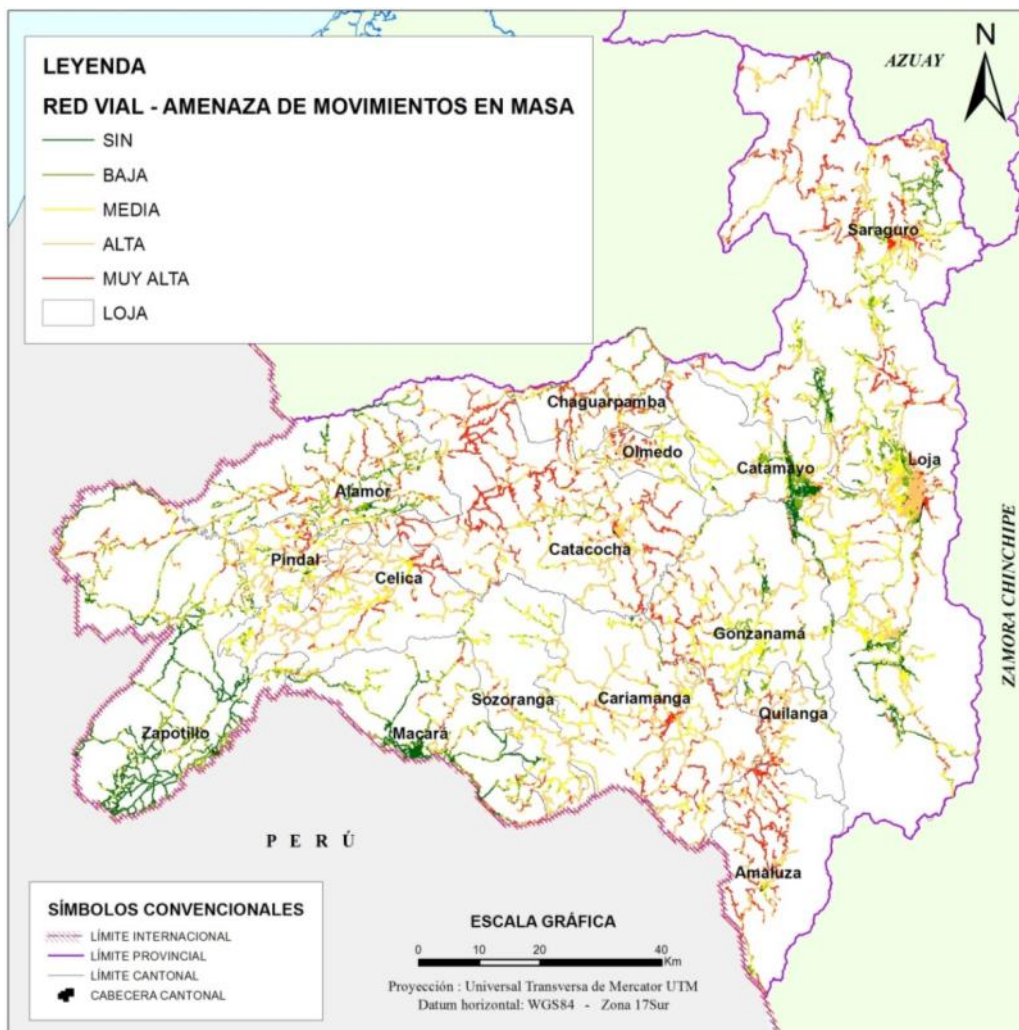 LEYENDA
RED VIAL - AMENAZA DE MOVIMIENTOS EN MASA
SIN
BAJA
MEDIA
ALTA
MUY ALTA
LOJA
N
AZUAY
Saraguro
Chaguarpamba
Olmedo
Catamayo
Loja
Alamor
Pindal
Celica
Catacocha
Gonzanamá
ZAMORA CHINCHIPE
Sozoranga
Cariamanga
Quilanga
Zapotillo
Macará
PERÚ
Amaluza
SÍMBOLOS CONVENCIONALES
LÍMITE INTERNACIONAL
LÍMITE PROVINCIAL
LÍMITE CANTONAL
CABECERA CANTONAL
ESCALA GRÁFICA
0 10 20 40
Km
Proyección : Universal Transversa de Mercator UTM
Datum horizontal: WGS84 - Zona 17Sur